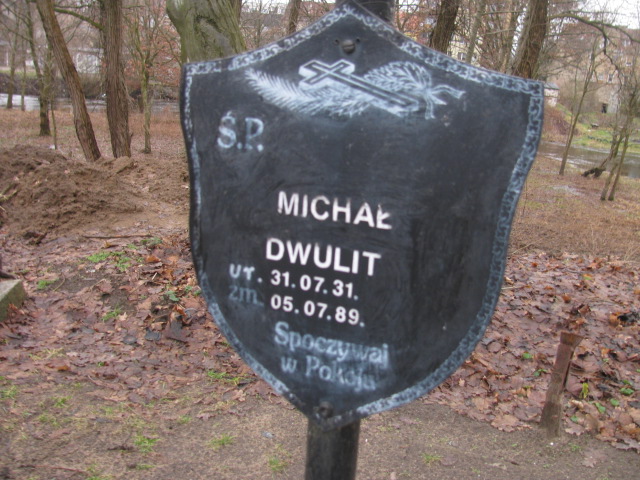 Ś.P.
MICHAŁ
DWULIT
ur. 31.07.31.
zm. 05.07.89.
Spoczywaj
w Pokoju